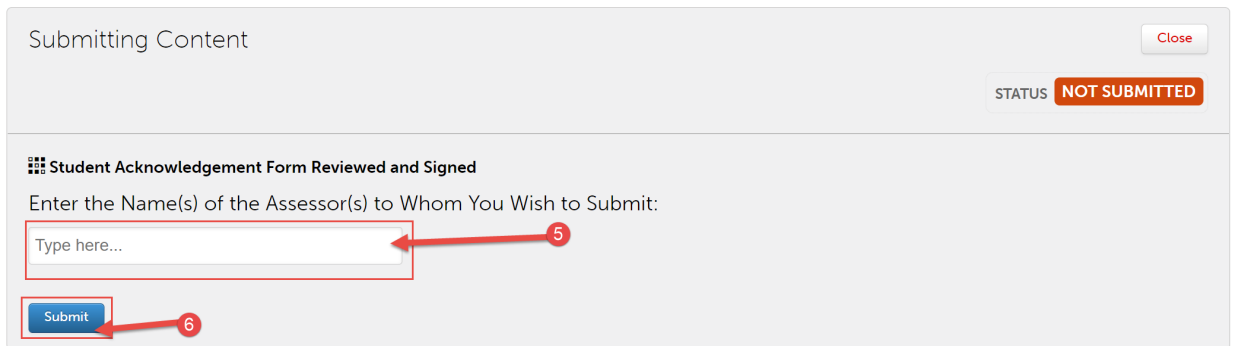 Submitting Content
Close
STATUS NOT SUBMITTED
Student Acknowledgement Form Reviewed and Signed
Enter the Name(s) of the Assessor(s) to Whom You Wish to Submit:
Type here...
5
Submit
6